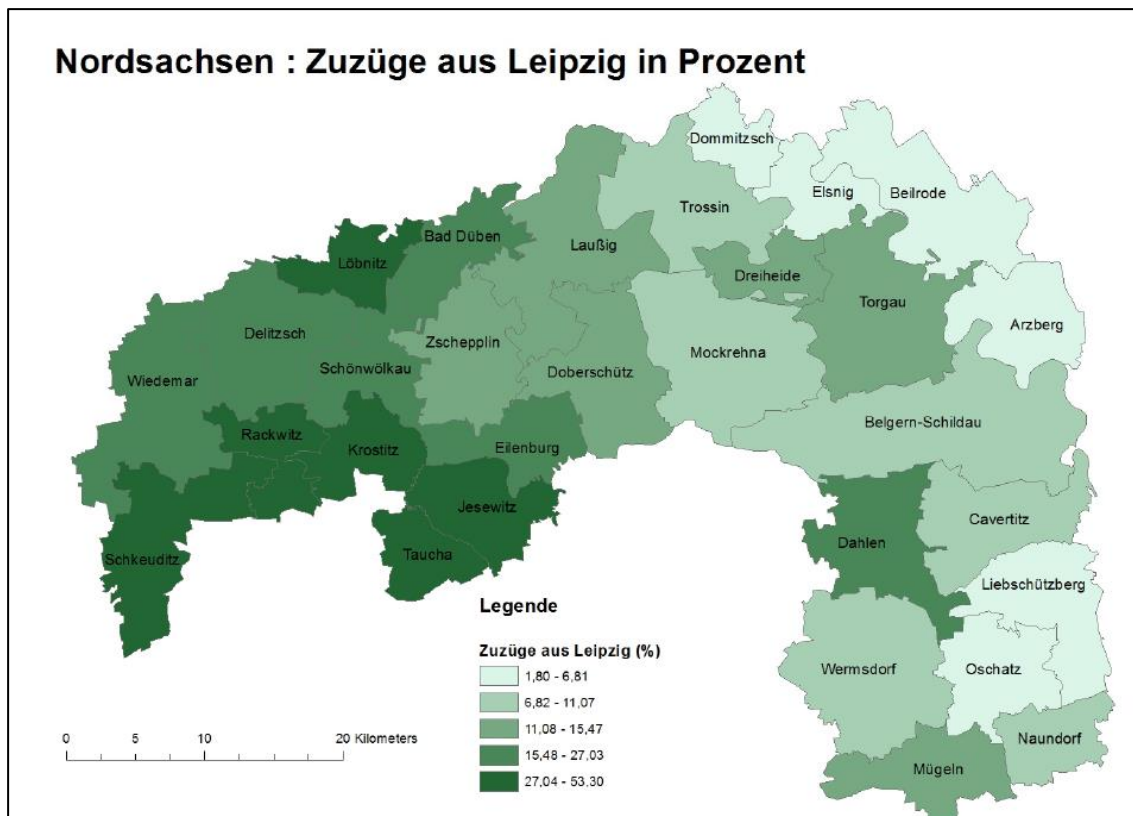 Nordsachsen : Zuzüge aus Leipzig in Prozent
Dommitzsch
Elsnig
Beilrode
Trossin
Bad Düben
Laußig
Löbnitz
Dreiheide
Torgau
Arzberg
Delitzsch
Zschepplin
Mockrehna
Schönwölkau
Doberschütz
Wiedemar
Belgern-Schildau
Rackwitz
Krostitz
Eilenburg
Jesewitz
Cavertitz
Dahlen
Schkeuditz
Taucha
Liebschützberg
Wermsdorf
Oschatz
Naundorf
Mügeln
Legende
Zuzüge aus Leipzig (%)
1,80 - 6,81
6,82 - 11,07
11,08 - 15,47
15,48 - 27,03
27,04 - 53,30
0 5 10 20 Kilometers